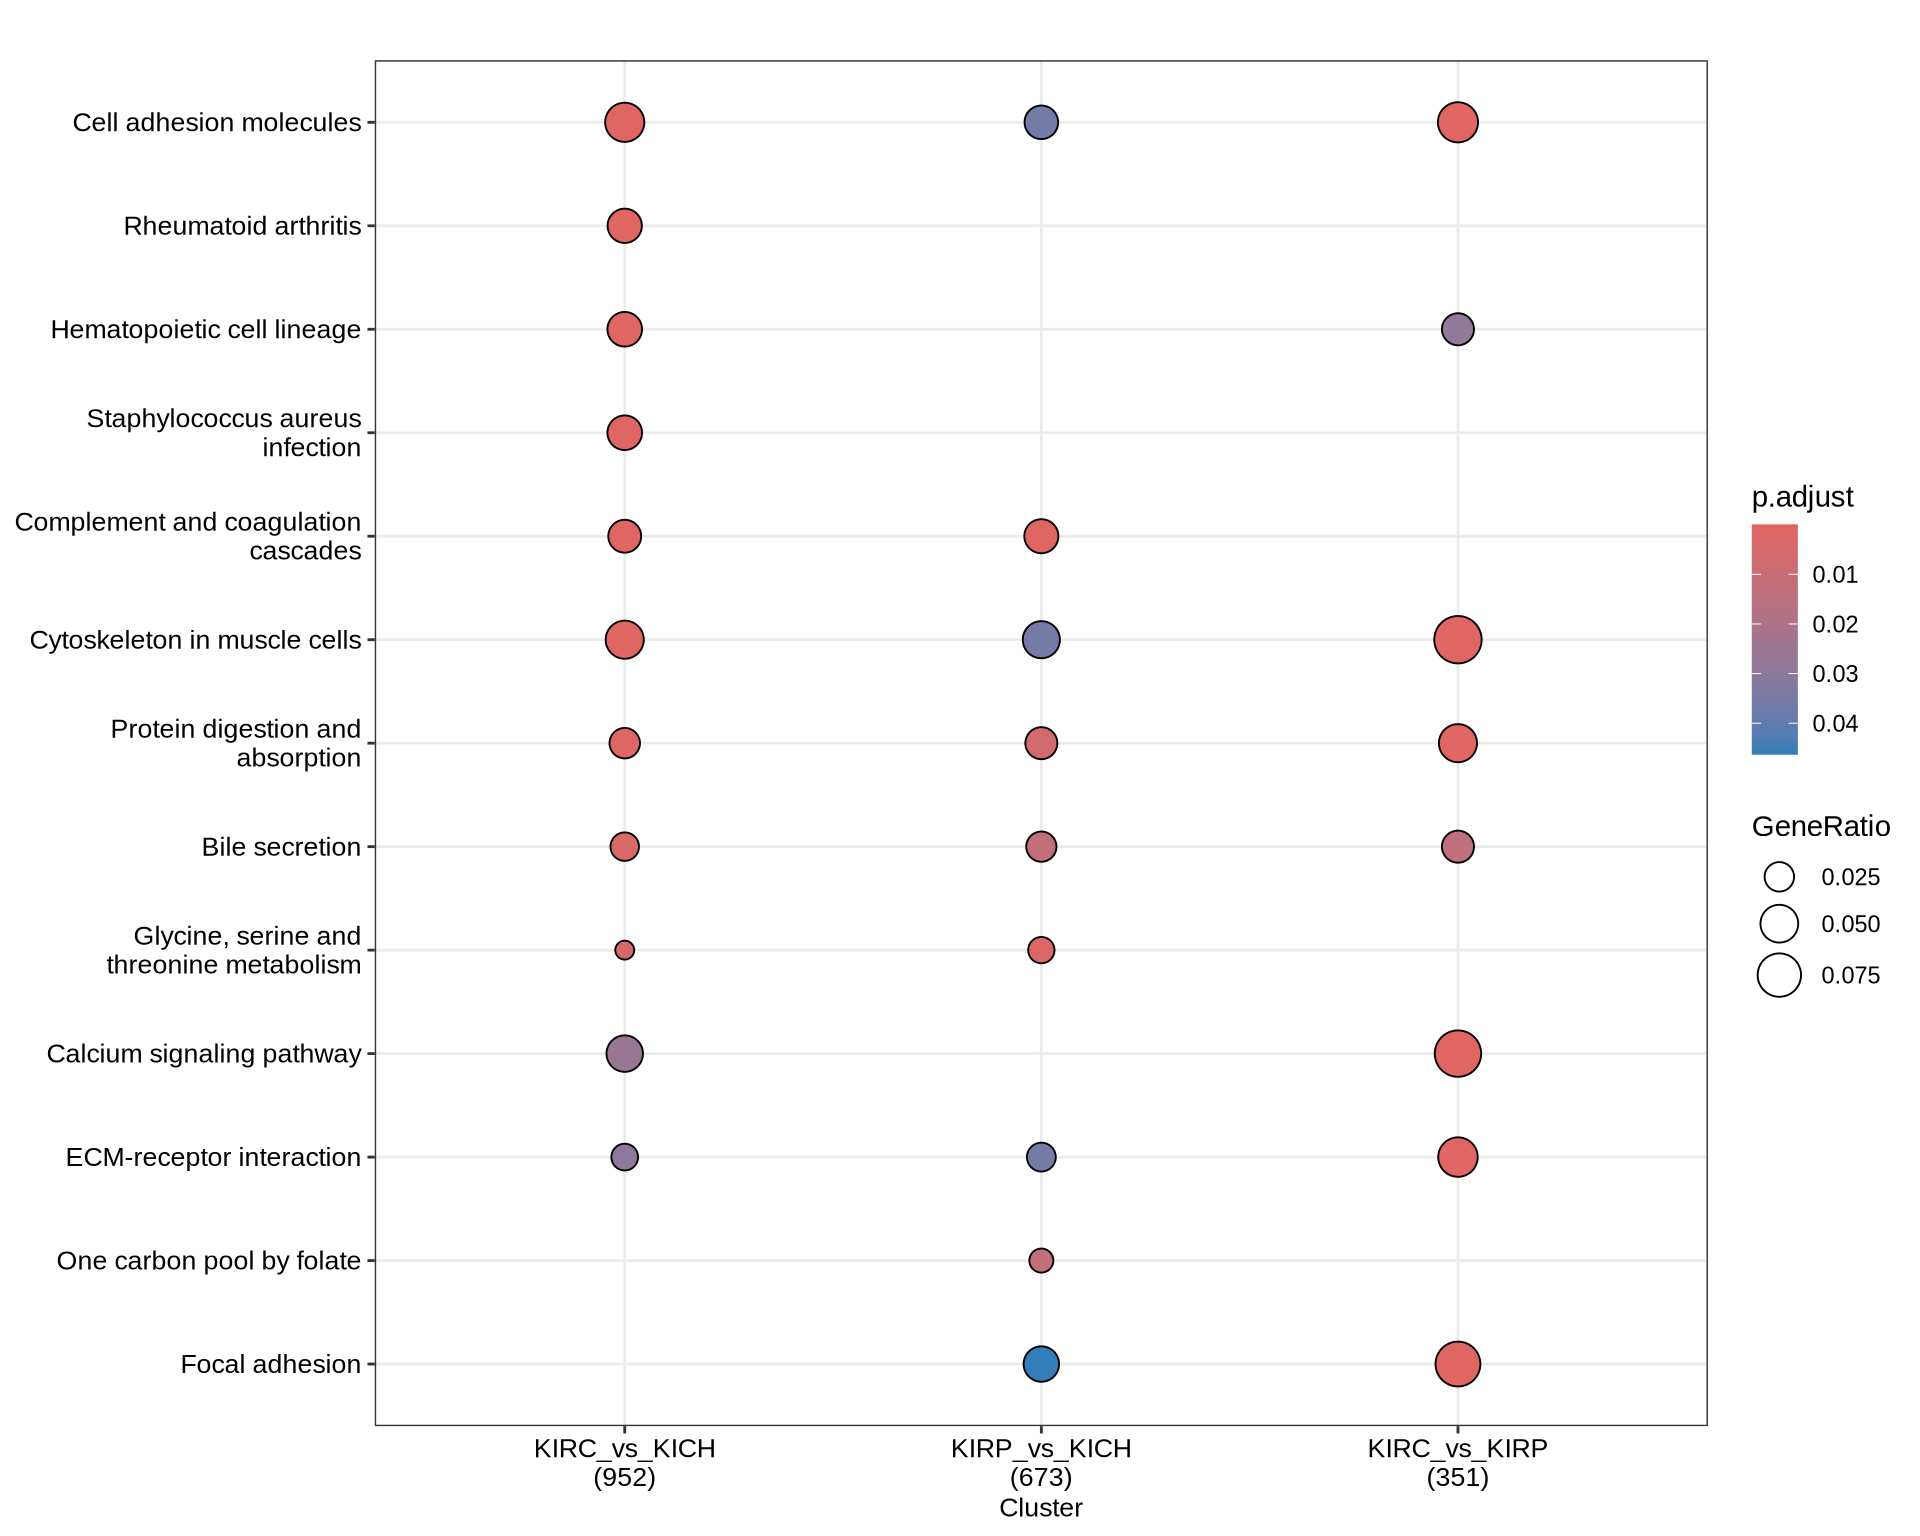 Cell adhesion molecules
Rheumatoid arthritis
Hematopoietic cell lineage
Staphylococcus aureus
infection
Complement and coagulation
cascades
Cytoskeleton in muscle cells
Protein digestion and
absorption
Bile secretion
Glycine, serine and
threonine metabolism
Calcium signaling pathway
ECM-receptor interaction
One carbon pool by folate
Focal adhesion
KIRC_vs_KICH
(952)
KIRP_vs_KICH
(673)
KIRC_vs_KIRP
(351)
Cluster
p.adjust
0.01
0.02
0.03
0.04
GeneRatio
0.025
0.050
0.075